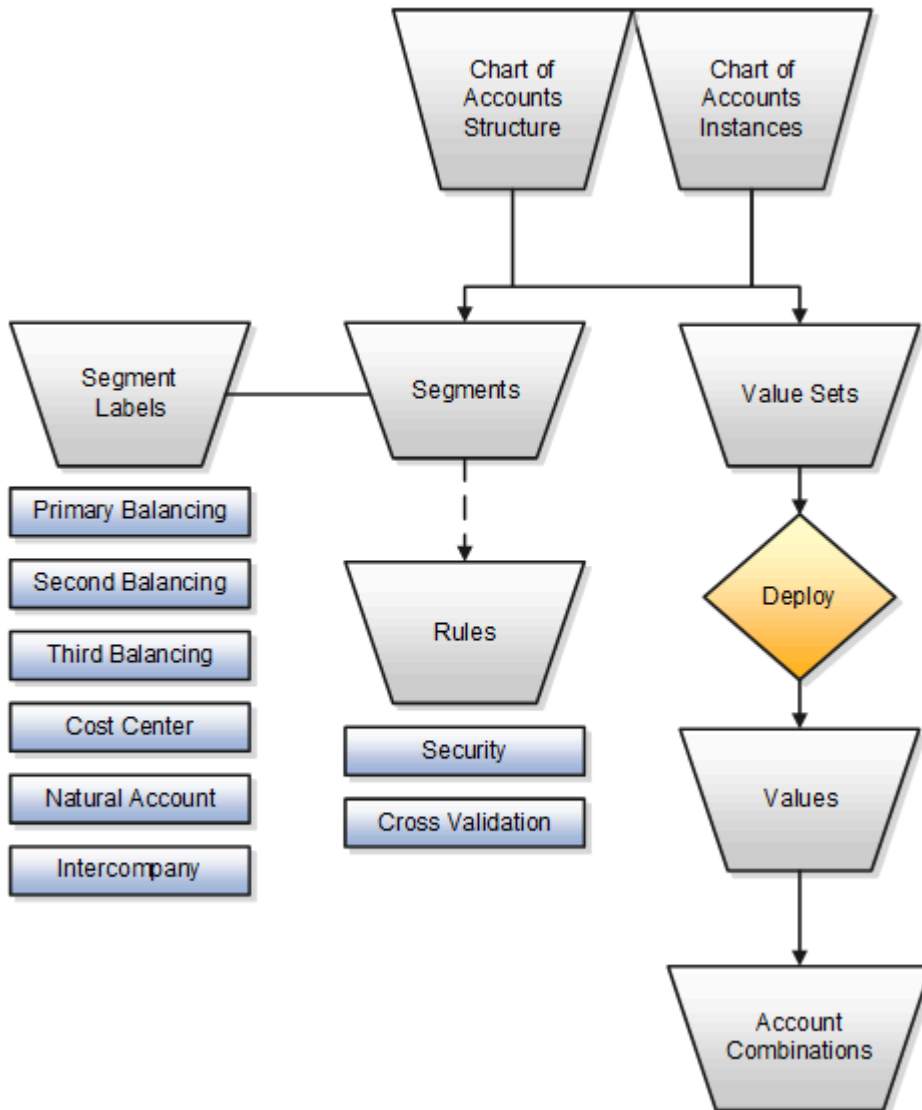 Chart of
Accounts
Structure
Chart of
Accounts
Instances
Segment
Labels
Segments
Value Sets
Primary Balancing
Second Balancing
Third Balancing
Cost Center
Natural Account
Intercompany
Rules
Security
Cross Validation
Deploy
Values
Account
Combinations